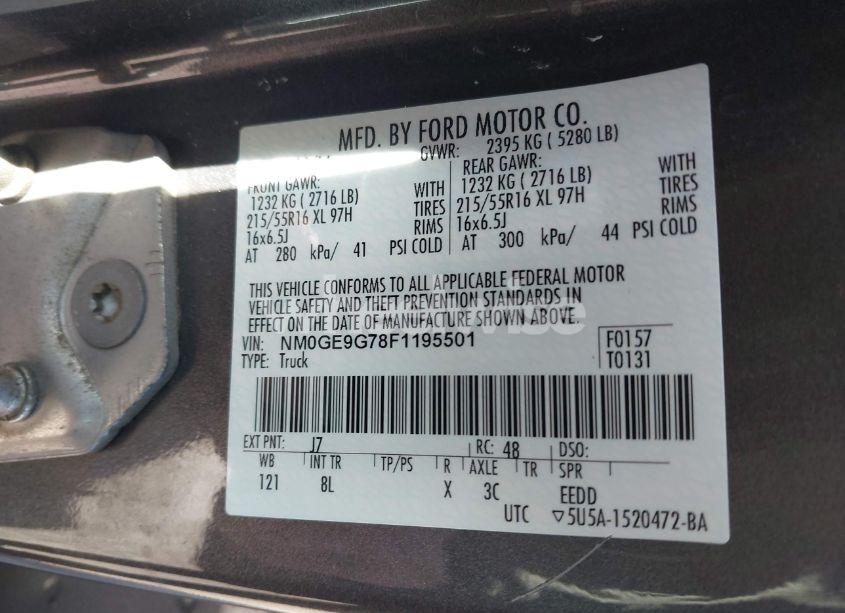 MFD. BY FORD MOTOR CO.
GVWR: 2395 KG ( 5280 LB)
FRONT GAWR: WITH
1232 KG ( 2716 LB) TIRES
215/55R16 XL 97H RIMS
16x6.5J
AT 280 kPa/ 41 PSI COLD
REAR GAWR: WITH
1232 KG ( 2716 LB) TIRES
215/55R16 XL 97H RIMS
16x6.5J
AT 300 kPa/ 44 PSI COLD
THIS VEHICLE CONFORMS TO ALL APPLICABLE FEDERAL MOTOR
VEHICLE SAFETY AND THEFT PREVENTION STANDARDS IN
EFFECT ON THE DATE OF MANUFACTURE SHOWN ABOVE.
VIN: NM0GE9G78F1195501 F0157
TYPE: Truck T0131
EXT PNT: J7 RC: 48 DSO:
WB INT TR TP/PS R AXLE TR SPR
121 8L X 3C EEDD
UTC ▽5U5A-1520472-BA